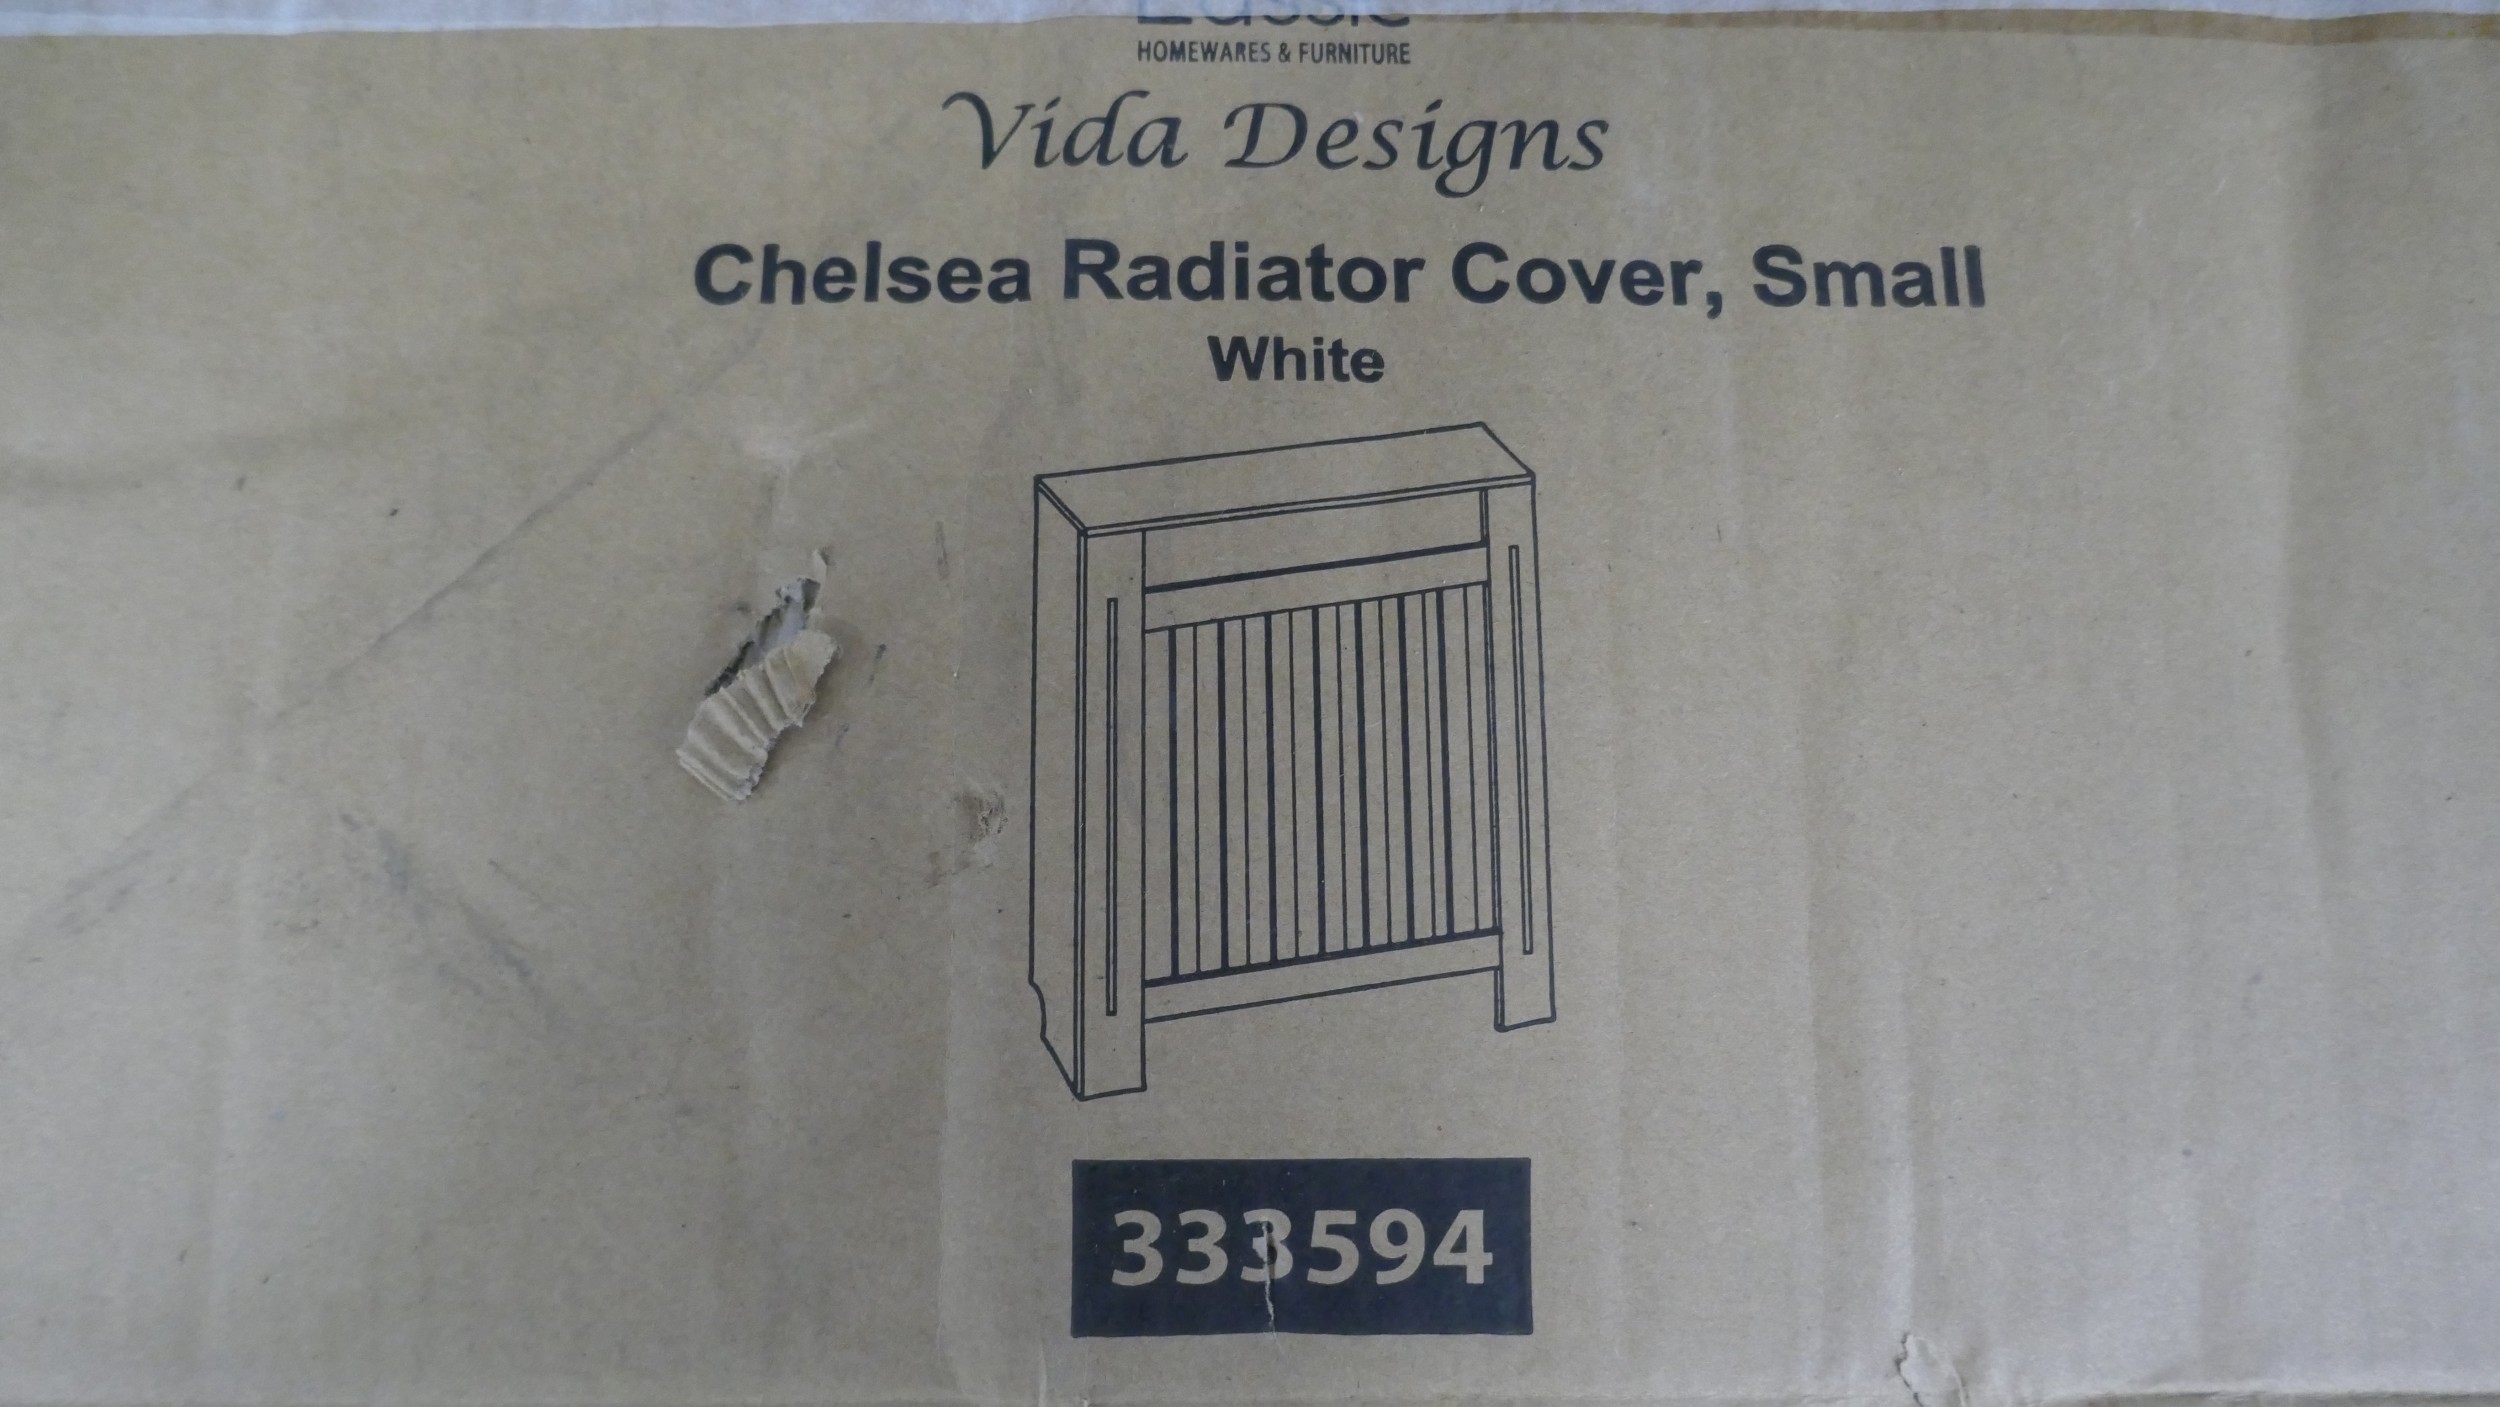 HOMEWARES & FURNITURE
Vida Designs
Chelsea Radiator Cover, Small
White
333594